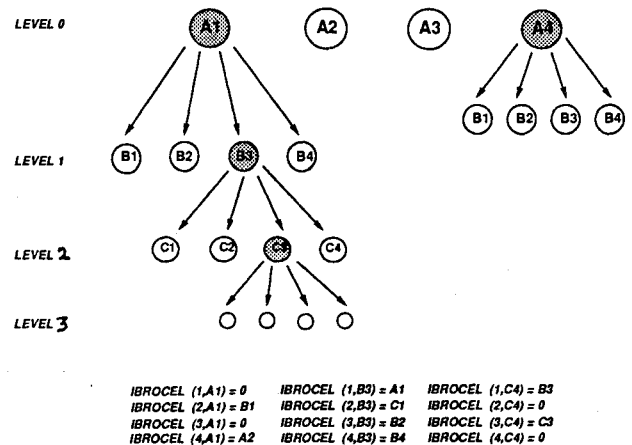 LEVEL 0
A1 A2 A3 A4
B1 B2 B3 B4
B1 B2 B3 B4
LEVEL 1
C1 C2 C3 C4
LEVEL 2
LEVEL 3
IBROCEL (1,A1) = 0 IBROCEL (1,B3) = A1 IBROCEL (1,C4) = B3
IBROCEL (2,A1) = B1 IBROCEL (2,B3) = C1 IBROCEL (2,C4) = 0
IBROCEL (3,A1) = 0 IBROCEL (3,B3) = B2 IBROCEL (3,C4) = C3
IBROCEL (4,A1) = A2 IBROCEL (4,B3) = B4 IBROCEL (4,C4) = 0